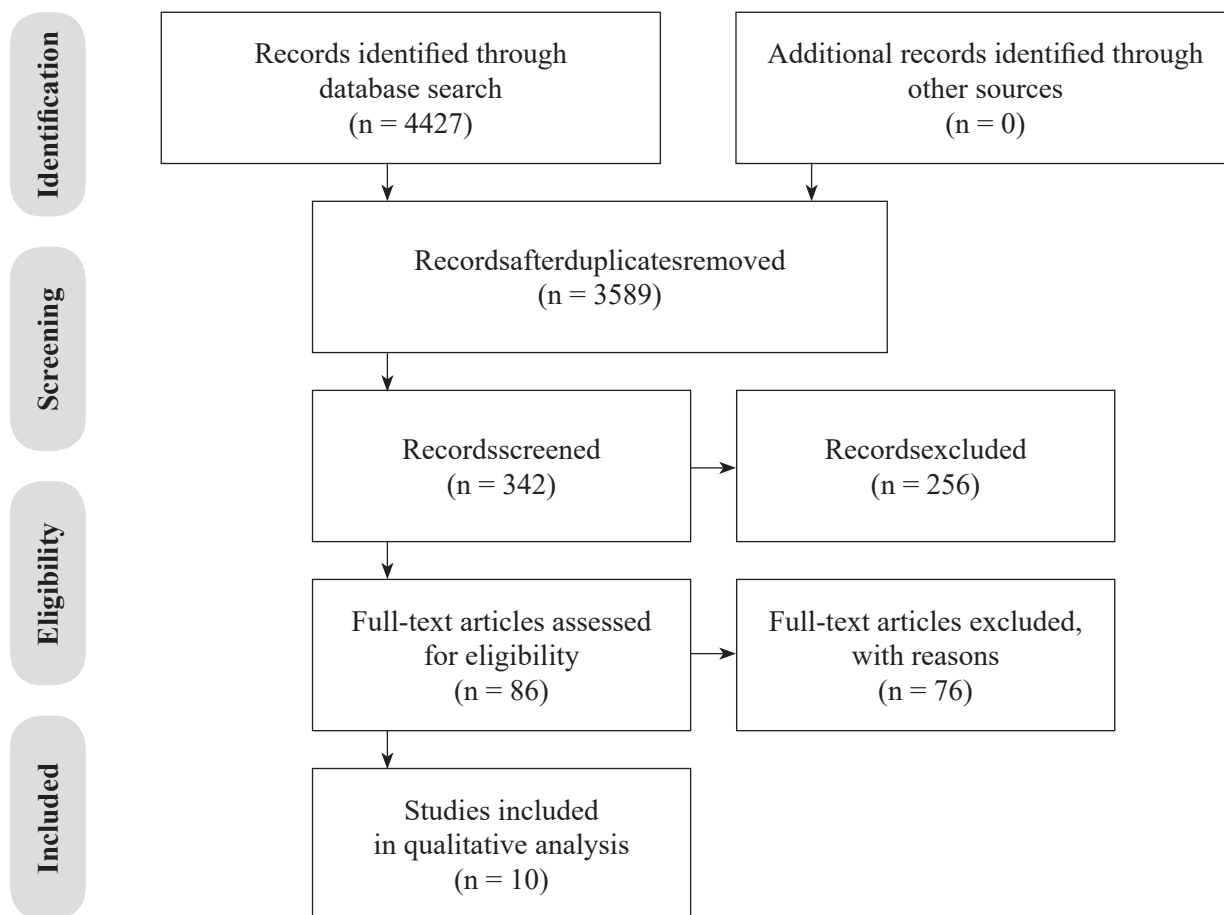 Identification
Records identified through
database search
(n = 4427)
Additional records identified through
other sources
(n = 0)
Screening
Recordsafterduplicatesremoved
(n = 3589)
Recordsscreened
(n = 342)
Recordsexcluded
(n = 256)
Eligibility
Full-text articles assessed
for eligibility
(n = 86)
Full-text articles excluded,
with reasons
(n = 76)
Included
Studies included
in qualitative analysis
(n = 10)